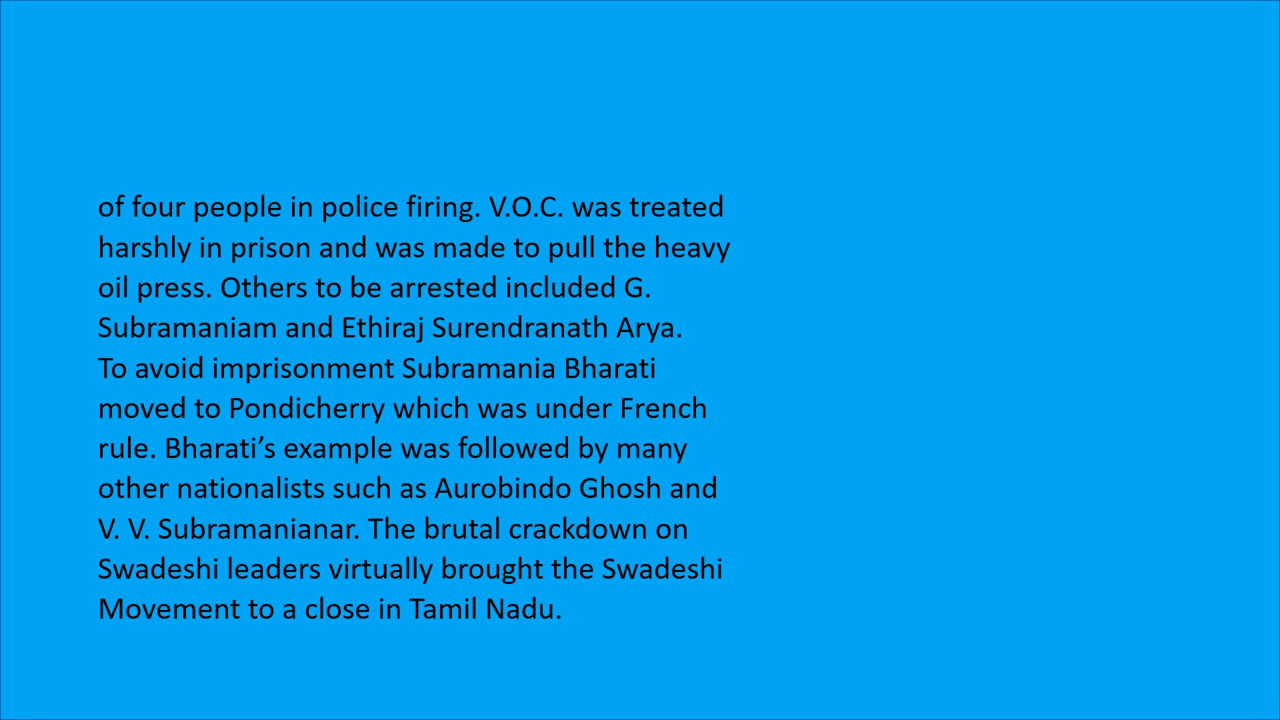 of four people in police firing. V.O.C. was treated
harshly in prison and was made to pull the heavy
oil press. Others to be arrested included G.
Subramaniam and Ethiraj Surendranath Arya.
To avoid imprisonment Subramania Bharati
moved to Pondicherry which was under French
rule. Bharati’s example was followed by many
other nationalists such as Aurobindo Ghosh and
V. V. Subramanianar. The brutal crackdown on
Swadeshi leaders virtually brought the Swadeshi
Movement to a close in Tamil Nadu.